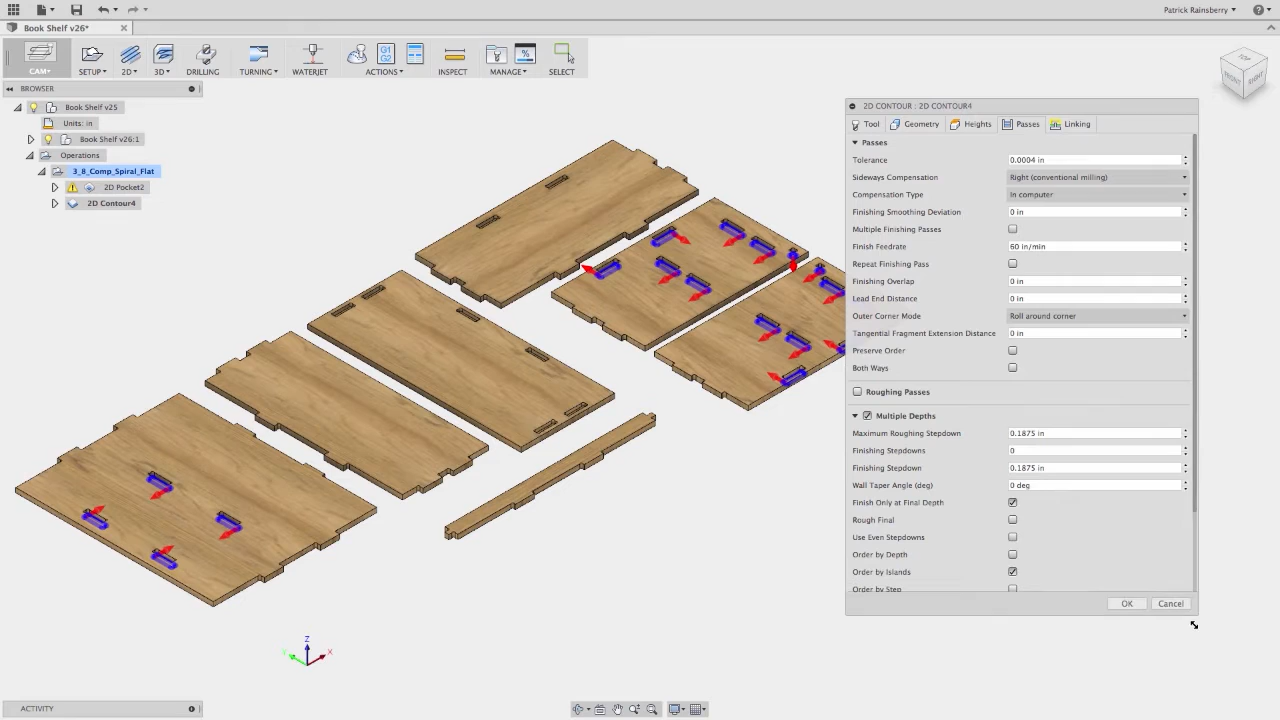 Patrick Rainsberry
Book Shelf v26*
CAM
SETUP
2D
3D
DRILLING
TURNING
WATERJET
G1
G2
ACTIONS
INSPECT
%
MANAGE
SELECT
BROWSER
Book Shelf v25
Units: in
Book Shelf v26:1
Operations
3_8_Comp_Spiral_Flat
2D Pocket2
2D Contour4
FRONT
RIGHT
2D CONTOUR : 2D CONTOUR4
Tool
Geometry
Heights
Passes
Linking
Passes
Tolerance 0.0004 in
Sideways Compensation Right (conventional milling)
Compensation Type In computer
Finishing Smoothing Deviation 0 in
Multiple Finishing Passes
Finish Feedrate 60 in/min
Repeat Finishing Pass
Finishing Overlap 0 in
Lead End Distance 0 in
Outer Corner Mode Roll around corner
Tangential Fragment Extension Distance 0 in
Preserve Order
Both Ways
Roughing Passes
Multiple Depths
Maximum Roughing Stepdown 0.1875 in
Finishing Stepdowns 0
Finishing Stepdown 0.1875 in
Wall Taper Angle (deg) 0 deg
Finish Only at Final Depth
Rough Final
Use Even Stepdowns
Order by Depth
Order by Islands
Order by Step
OK
Cancel
Z
Y
X
ACTIVITY